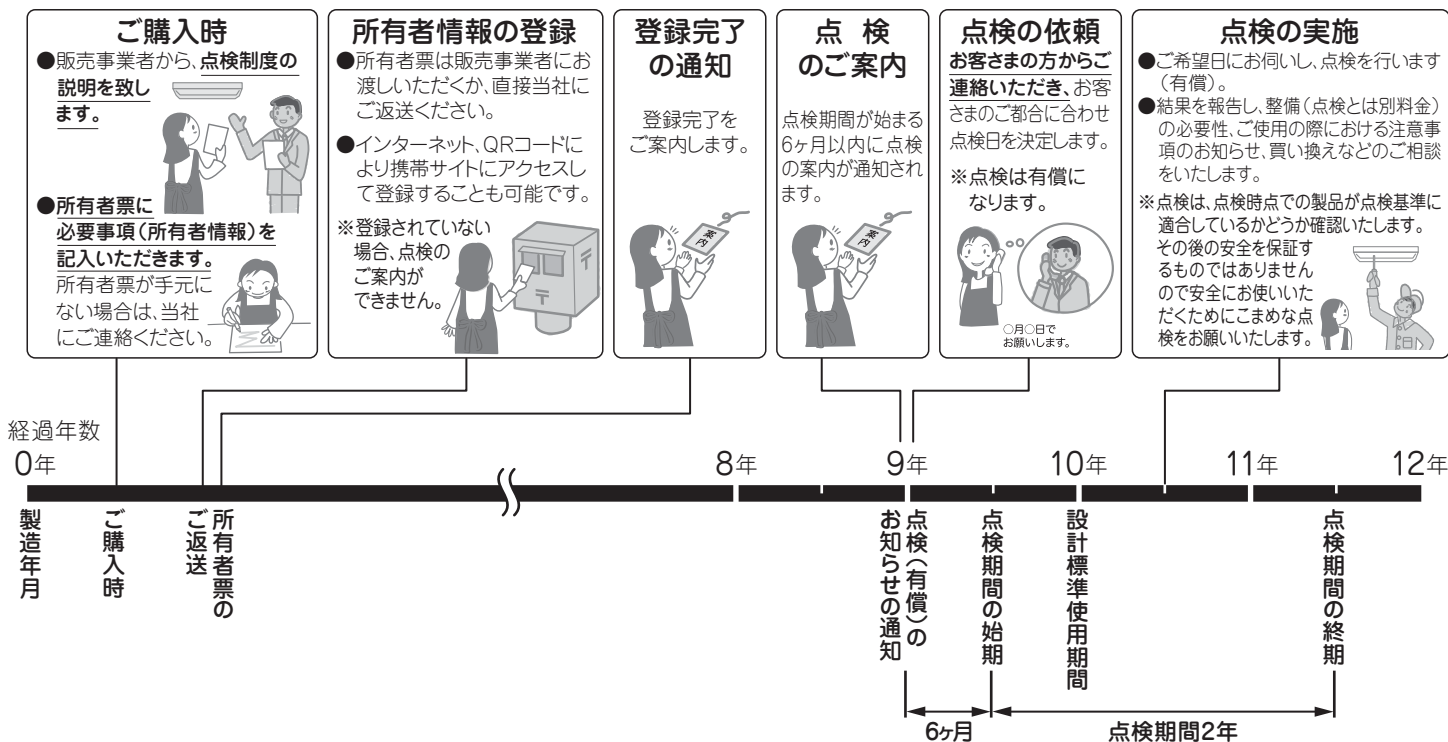 ご購入時
●販売事業者から、点検制度の
説明を致し
ます。
●所有者票に
必要事項(所有者情報)を
記入いただきます。
所有者票が手元に
ない場合は、当社
にご連絡ください。
所有者情報の登録
●所有者票は販売事業者にお
渡しいただくか、直接当社に
ご返送ください。
●インターネット、QRコードに
より携帯サイトにアクセスし
て登録することも可能です。
※登録されていない
場合、点検の
ご案内が
できません。
〒
〒
登録完了
の通知
登録完了を
ご案内します。
案内
点 検
のご案内
点検期間が始まる
6ヶ月以内に点検
の案内が通知され
ます。
案内
点検の依頼
お客さまの方からご
連絡いただき、お客
さまのご都合に合わせ
点検日を決定します。
※点検は有償に
なります。
○月○日で
お願いします。
点検の実施
●ご希望日にお伺いし、点検を行います
(有償)。
●結果を報告し、整備(点検とは別料金)
の必要性、ご使用の際における注意事
項のお知らせ、買い換えなどのご相談
をいたします。
※点検は、点検時点での製品が点検基準に
適合しているかどうか確認いたします。
その後の安全を保証す
るものではありません
ので安全にお使いいた
だくためにこまめな点
検をお願いいたします。
経過年数
0年
8年
9年
10年
11年
12年
製造年月
ご購入時
所有者票の
ご返送
点検(有償)の
お知らせの通知
点検期間の始期
設計標準使用期間
点検期間の終期
6ヶ月
点検期間2年